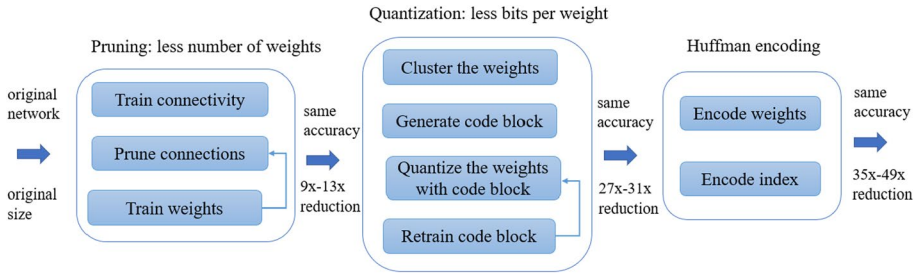 original
network
original
size
Pruning: less number of weights
Train connectivity
Prune connections
Train weights
same
accuracy
9x-13x
reduction
Quantization: less bits per weight
Cluster the weights
Generate code block
Quantize the weights
with code block
Retrain code block
same
accuracy
27x-31x
reduction
Huffman encoding
Encode weights
Encode index
same
accuracy
35x-49x
reduction